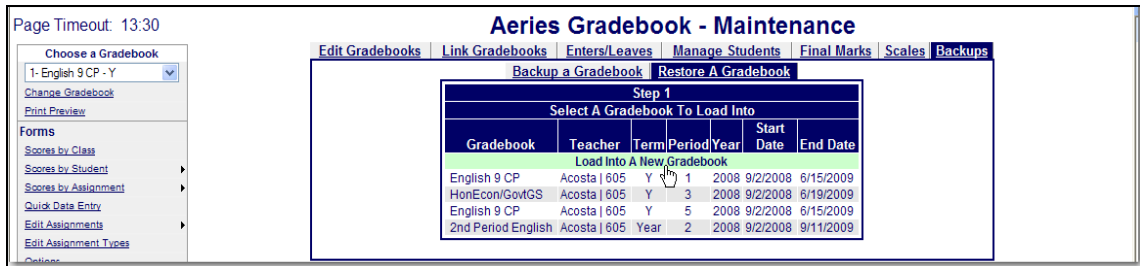 Page Timeout: 13:30
Aeries Gradebook - Maintenance
Choose a Gradebook
1- English 9 CP - Y
Change Gradebook
Print Preview
Forms
Scores by Class
Scores by Student
Scores by Assignment
Quick Data Entry
Edit Assignments
Edit Assignment Types
Options
Edit Gradebooks Link Gradebooks Enters/Leaves Manage Students Final Marks Scales Backups
Backup a Gradebook Restore A Gradebook
Step 1
Select A Gradebook To Load Into
Gradebook Teacher Term Period Year Start Date End Date
Load Into A New Gradebook
English 9 CP Acosta | 605 Y 1 2008 9/2/2008 6/15/2009
HonEcon/GovtGS Acosta | 605 Y 3 2008 9/2/2008 6/19/2009
English 9 CP Acosta | 605 Y 5 2008 9/2/2008 6/15/2009
2nd Period English Acosta | 605 Year 2 2008 9/2/2008 9/11/2009